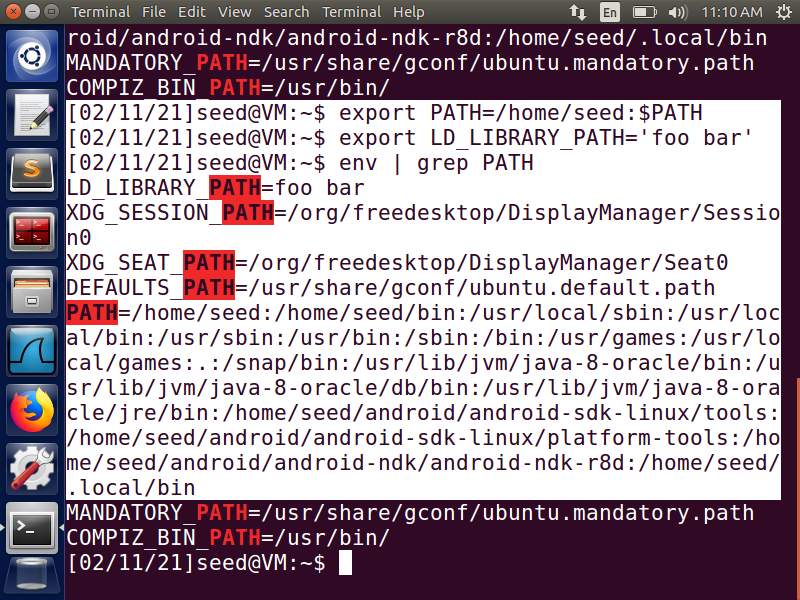 Terminal File Edit View Search Terminal Help En 11:10 AM
roid/android-ndk/android-ndk-r8d:/home/seed/.local/bin
MANDATORY_PATH=/usr/share/gconf/ubuntu.mandatory.path
COMPIZ_BIN_PATH=/usr/bin/
[02/11/21]seed@VM:~$ export PATH=/home/seed:$PATH
[02/11/21]seed@VM:~$ export LD_LIBRARY_PATH='foo bar'
[02/11/21]seed@VM:~$ env | grep PATH
LD_LIBRARY_PATH=foo bar
XDG_SESSION_PATH=/org/freedesktop/DisplayManager/Sessio
n0
XDG_SEAT_PATH=/org/freedesktop/DisplayManager/Seat0
DEFAULTS_PATH=/usr/share/gconf/ubuntu.default.path
PATH=/home/seed:/home/seed/bin:/usr/local/sbin:/usr/loc
al/bin:/usr/sbin:/usr/bin:/sbin:/bin:/usr/games:/usr/lo
cal/games:.:/snap/bin:/usr/lib/jvm/java-8-oracle/bin:/u
sr/lib/jvm/java-8-oracle/db/bin:/usr/lib/jvm/java-8-ora
cle/jre/bin:/home/seed/android/android-sdk-linux/tools:
/home/seed/android/android-sdk-linux/platform-tools:/ho
me/seed/android/android-ndk/android-ndk-r8d:/home/seed/
.local/bin
MANDATORY_PATH=/usr/share/gconf/ubuntu.mandatory.path
COMPIZ_BIN_PATH=/usr/bin/
[02/11/21]seed@VM:~$